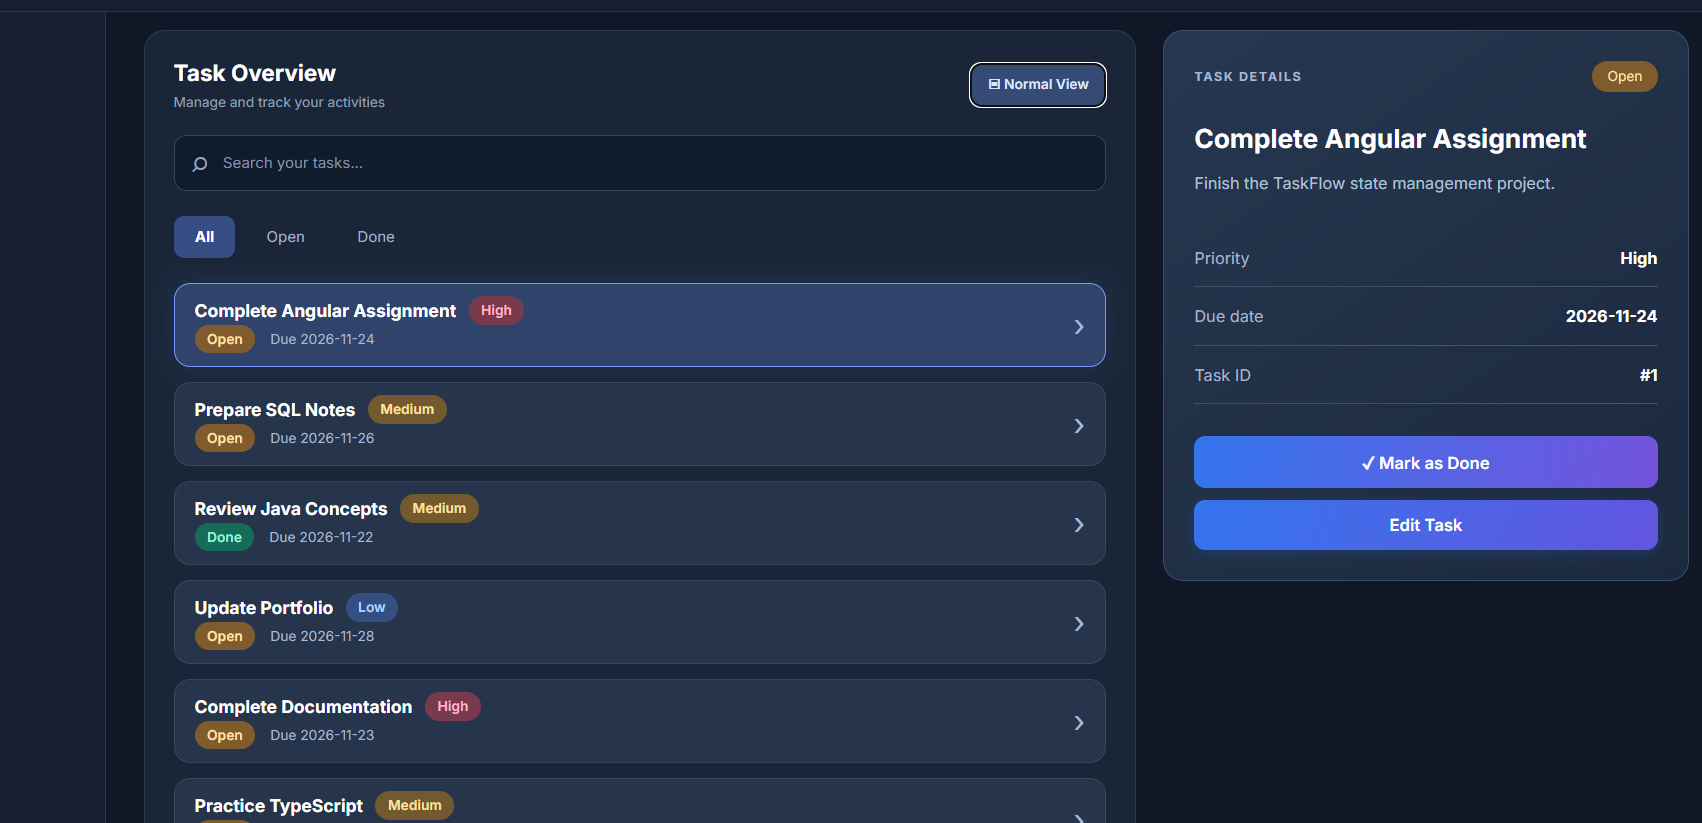 Task Overview
Manage and track your activities
Normal View
Search your tasks...
All
Open
Done
Complete Angular Assignment
High
Open
Due 2026-11-24
Prepare SQL Notes
Medium
Open
Due 2026-11-26
Review Java Concepts
Medium
Done
Due 2026-11-22
Update Portfolio
Low
Open
Due 2026-11-28
Complete Documentation
High
Open
Due 2026-11-23
Practice TypeScript
Medium
TASK DETAILS
Open
Complete Angular Assignment
Finish the TaskFlow state management project.
Priority
High
Due date
2026-11-24
Task ID
#1
✓ Mark as Done
Edit Task